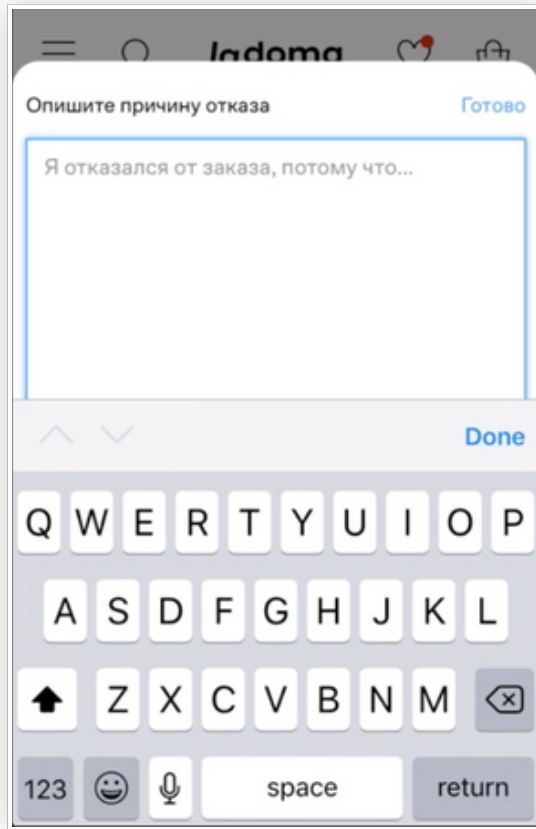 ladoma
Опишите причину отказа Готово
Я отказался от заказа, потому что...
Done
Q W E R T Y U I O P
A S D F G H J K L
Z X C V B N M
123 space return